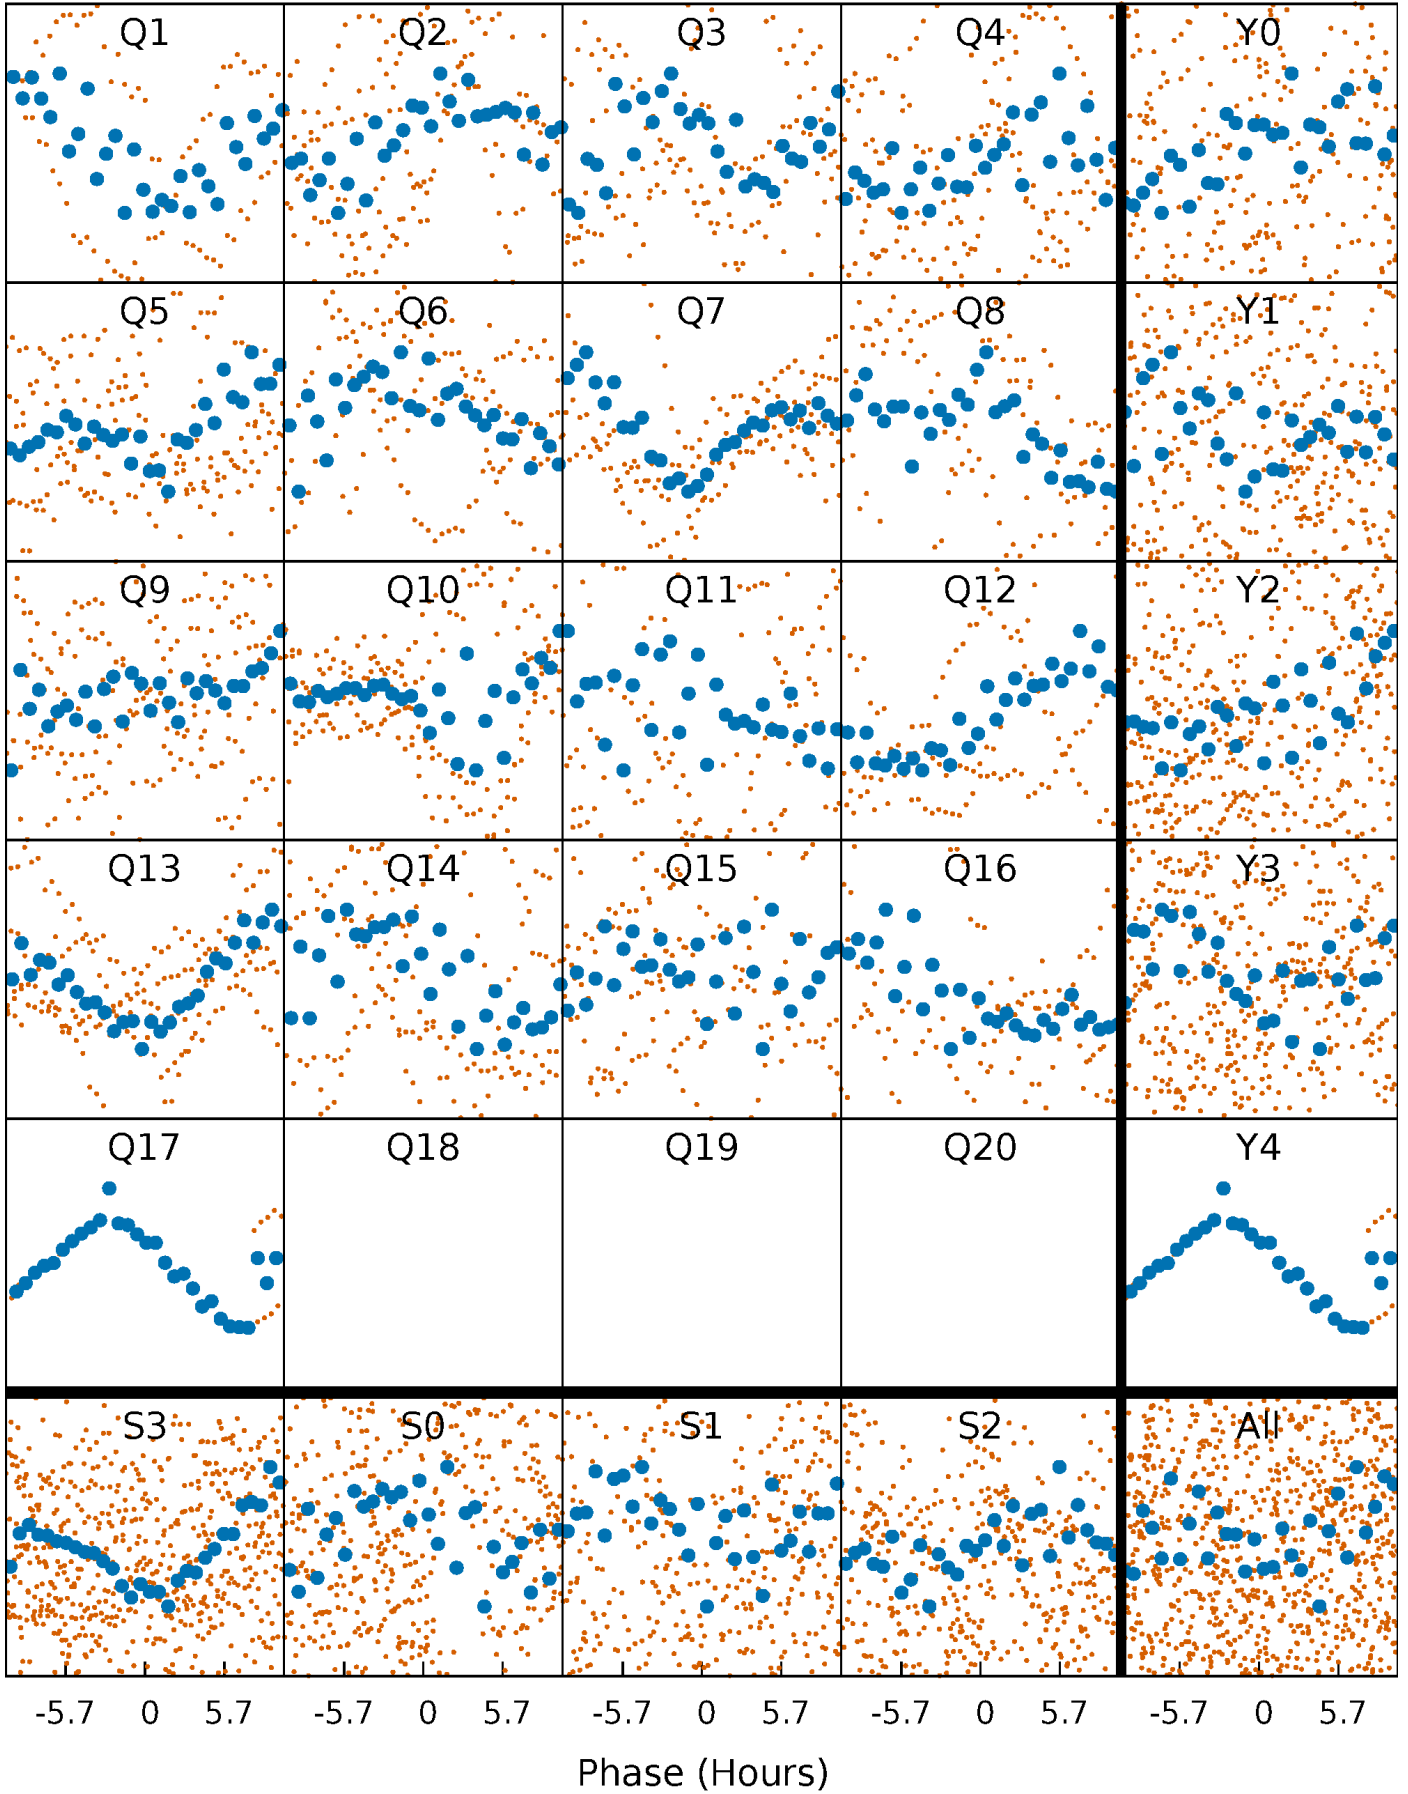 Q1 Q2 Q3 Q4 Y0
Q5 Q6 Q7 Q8 Y1
Q9 Q10 Q11 Q12 Y2
Q13 Q14 Q15 Q16 Y3
Q17 Q18 Q19 Q20 Y4
S3 S0 S1 S2 All
-5.7 0 5.7 -5.7 0 5.7 -5.7 0 5.7 -5.7 0 5.7 -5.7 0 5.7
Phase (Hours)